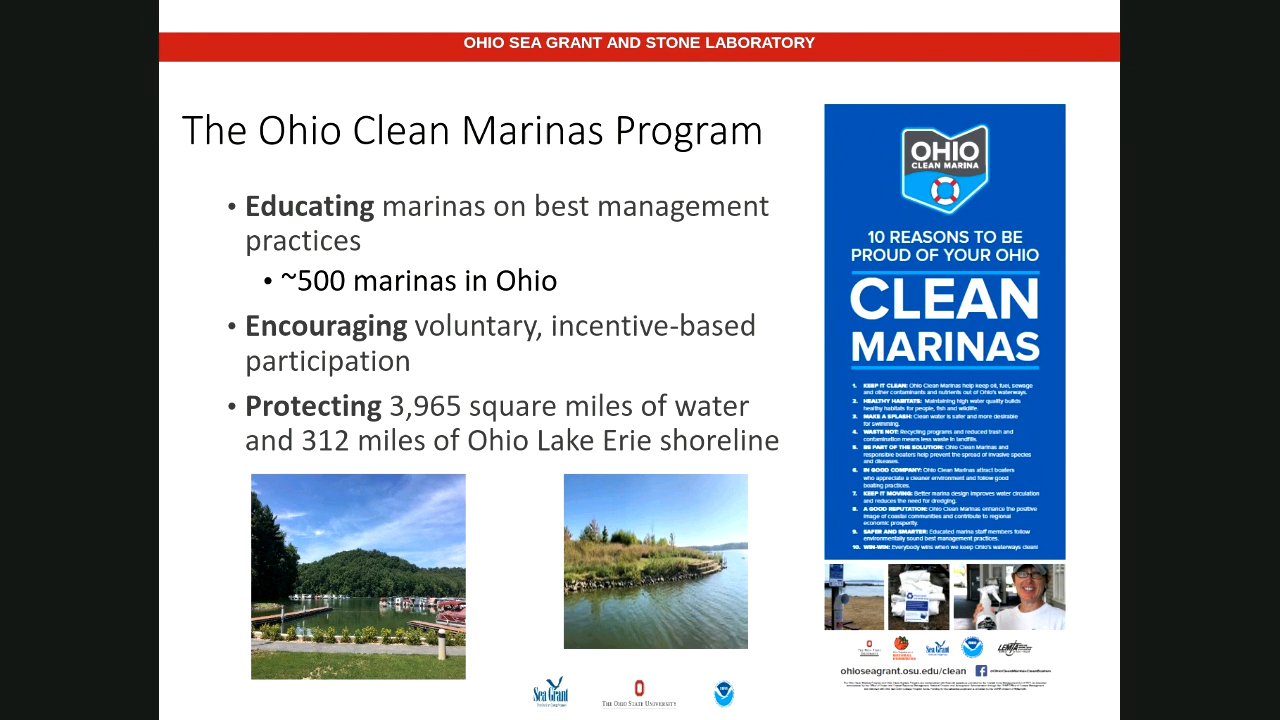 OHIO SEA GRANT AND STONE LABORATORY
The Ohio Clean Marinas Program
• Educating marinas on best management
practices
• ~500 marinas in Ohio
• Encouraging voluntary, incentive-based
participation
• Protecting 3,965 square miles of water
and 312 miles of Ohio Lake Erie shoreline
Sea Grant
THE OHIO STATE UNIVERSITY
OHIO
CLEAN MARINA
10 REASONS TO BE
PROUD OF YOUR OHIO
CLEAN
MARINAS
1. KEEP IT CLEAN: Ohio Clean Marinas help keep oil, fuel, sewage
and other contaminants and nutrients out of Ohio's waterways.
2. HEALTHY HABITATS: Maintaining high water quality builds
healthy habitats for people, fish and wildlife.
3. MAKE A SPLASH: Clean water is safer and more desirable
for swimming.
4. WASTE NOT: Recycling programs and reduced trash and
contamination means less waste in landfills.
5. BE PART OF THE SOLUTION: Ohio Clean Marinas and
responsible boaters help prevent the spread of invasive species
and diseases.
6. IN GOOD COMPANY: Ohio Clean Marinas attract boaters
who appreciate a cleaner environment and follow good
boating practices.
7. KEEP IT MOVING: Better marina design improves water circulation
and reduces the need for dredging.
8. A GOOD REPUTATION: Ohio Clean Marinas enhance the positive
image of coastal communities and contribute to regional
economic prosperity.
9. SAFER AND SMARTER: Educated marina staff members follow
environmentally sound best management practices.
10. WIN-WIN: Everybody wins when we keep Ohio's waterways clean!
Sea Grant
LEMTA
ohioseagrant.osu.edu/clean